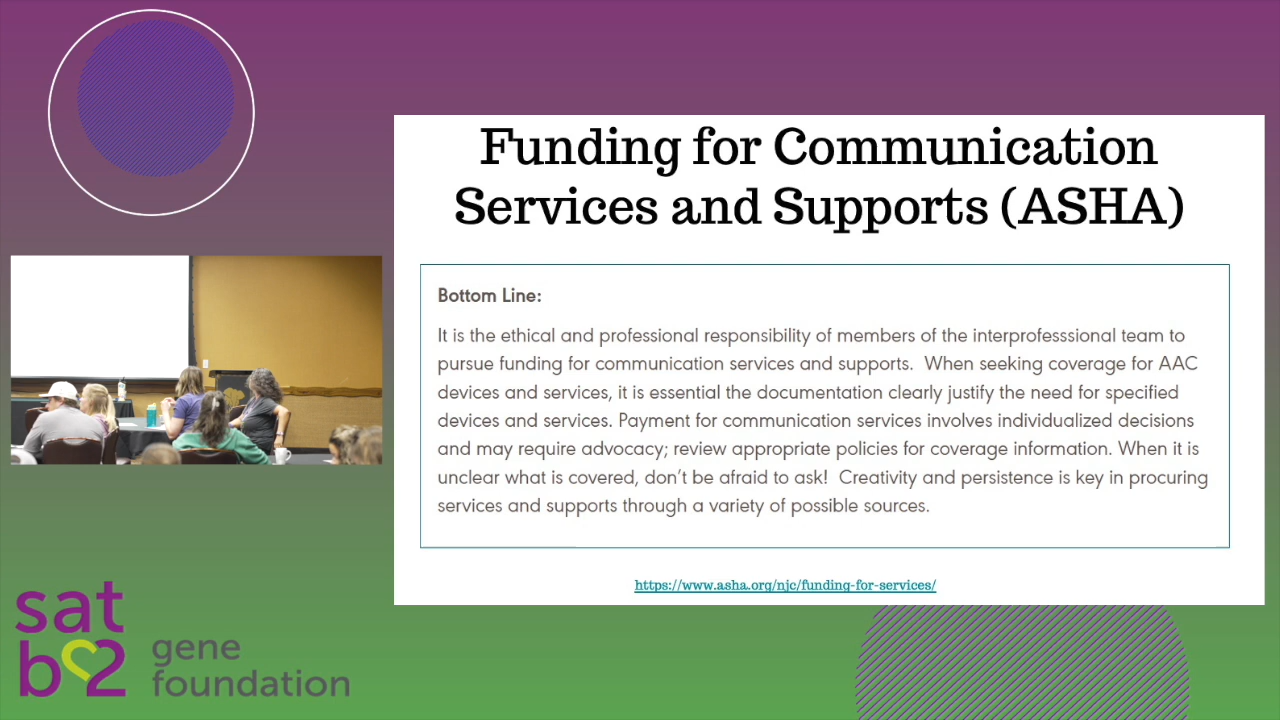 Funding for Communication
Services and Supports (ASHA)
Bottom Line:
It is the ethical and professional responsibility of members of the interprofesssional team to
pursue funding for communication services and supports.  When seeking coverage for AAC
devices and services, it is essential the documentation clearly justify the need for specified
devices and services. Payment for communication services involves individualized decisions
and may require advocacy; review appropriate policies for coverage information. When it is
unclear what is covered, don't be afraid to ask!  Creativity and persistence is key in procuring
services and supports through a variety of possible sources.
https://www.asha.org/njc/funding-for-services/
sat
b2
gene
foundation